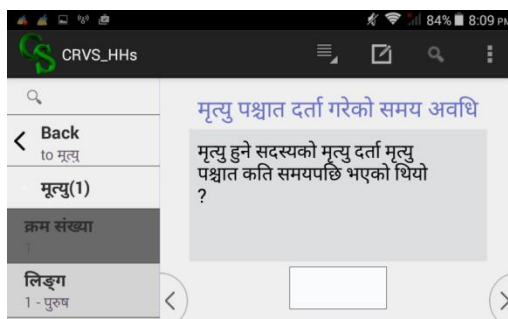 84% 8:09 PM
CRVS_HHs
Back
to मृत्यु
मृत्यु(1)
क्रम संख्या
1
लिङ्ग
1 - पुरुष
मृत्यु पश्चात दर्ता गरेको समय अवधि
मृत्यु हुने सदस्यको मृत्यु दर्ता मृत्यु
पश्चात कति समयपछि भएको थियो
?